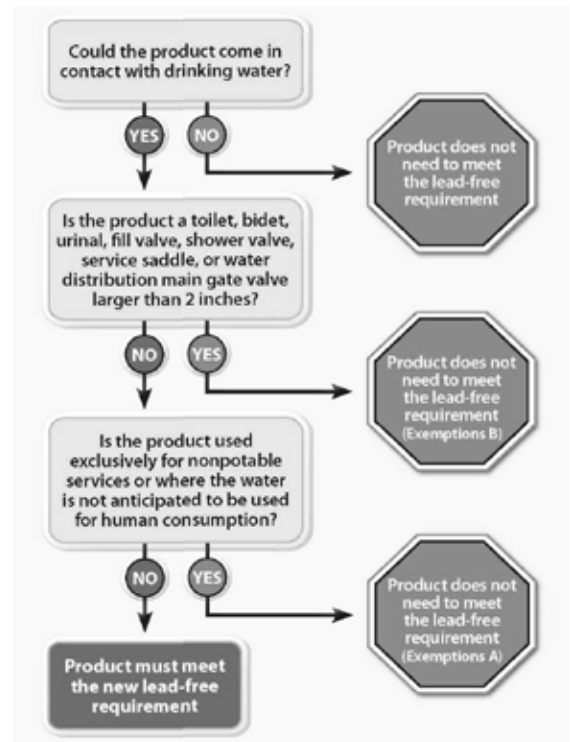 Could the product come in
contact with drinking water?
YES
NO
Product does not
need to meet
the lead-free
requirement
Is the product a toilet, bidet,
urinal, fill valve, shower valve,
service saddle, or water
distribution main gate valve
larger than 2 inches?
NO
YES
Product does not
need to meet
the lead-free
requirement
(Exemptions B)
Is the product used
exclusively for nonpotable
services or where the water
is not anticipated to be used
for human consumption?
NO
YES
Product does not
need to meet
the lead-free
requirement
(Exemptions A)
Product must meet
the new lead-free
requirement